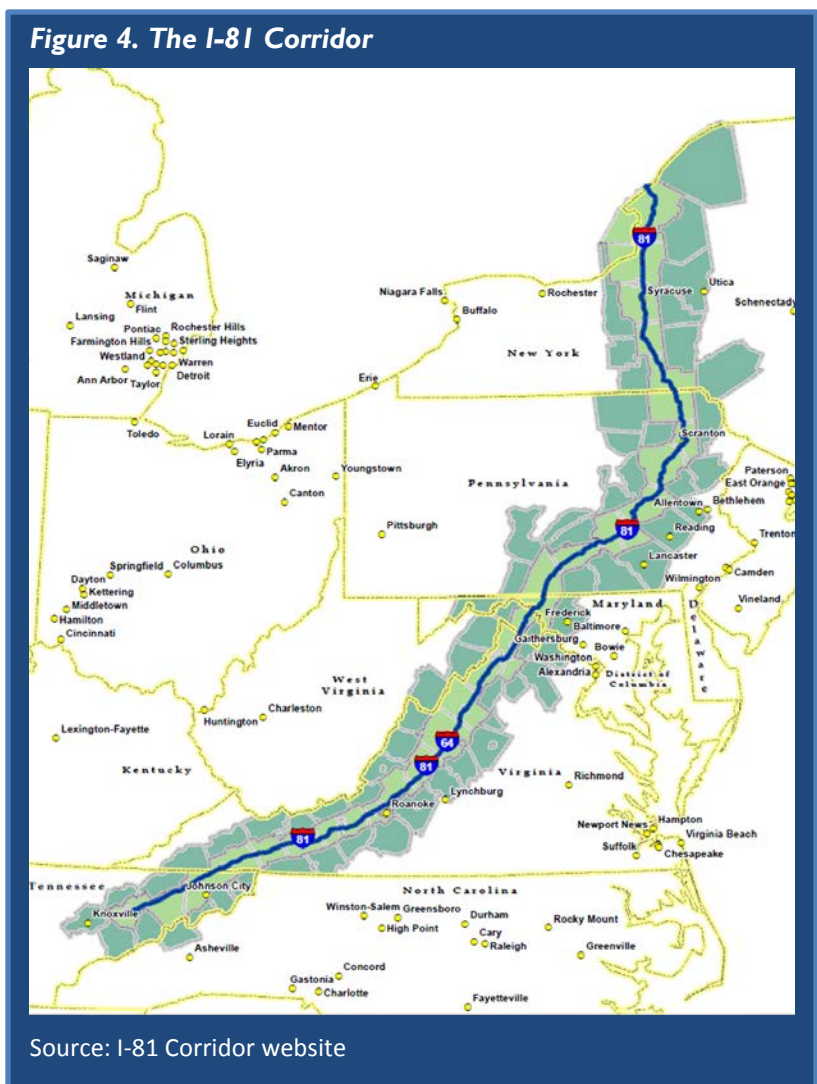 Figure 4. The I-81 Corridor
81
Saginaw
Michigan
Flint
Lansing
Pontiac
Rochester Hills
Farmington Hills
Sterling Heights
Westland
Warren
Ann Arbor
Taylor
Detroit
Niagara Falls
Buffalo
Rochester
Syracuse
Utica
Schenectady
New York
Erie
Toledo
Lorain
Euclid
Mentor
Elyria
Parma
Akron
Canton
Youngstown
Scranton
Pennsylvania
Pittsburgh
81
Allentown
Bethlehem
Reading
Lancaster
Paterson
East Orange
Trenton
Camden
Wilmington
Vineland
Ohio
Springfield
Columbus
Dayton
Kettering
Middletown
Hamilton
Cincinnati
Maryland
Delaware
Frederick
Baltimore
Gaithersburg
Bowie
Washington
Alexandria
District of
Columbia
West
Virginia
Huntington
Charleston
Lexington-Fayette
Kentucky
64
81
Virginia
Richmond
Roanoke
Lynchburg
81
Newport News
Hampton
Virginia Beach
Suffolk
Chesapeake
Tennessee
Johnson City
Knoxville
Asheville
North Carolina
Winston-Salem
Greensboro
High Point
Durham
Cary
Raleigh
Rocky Mount
Greenville
Concord
Gastonia
Charlotte
Fayetteville
Source: I-81 Corridor website